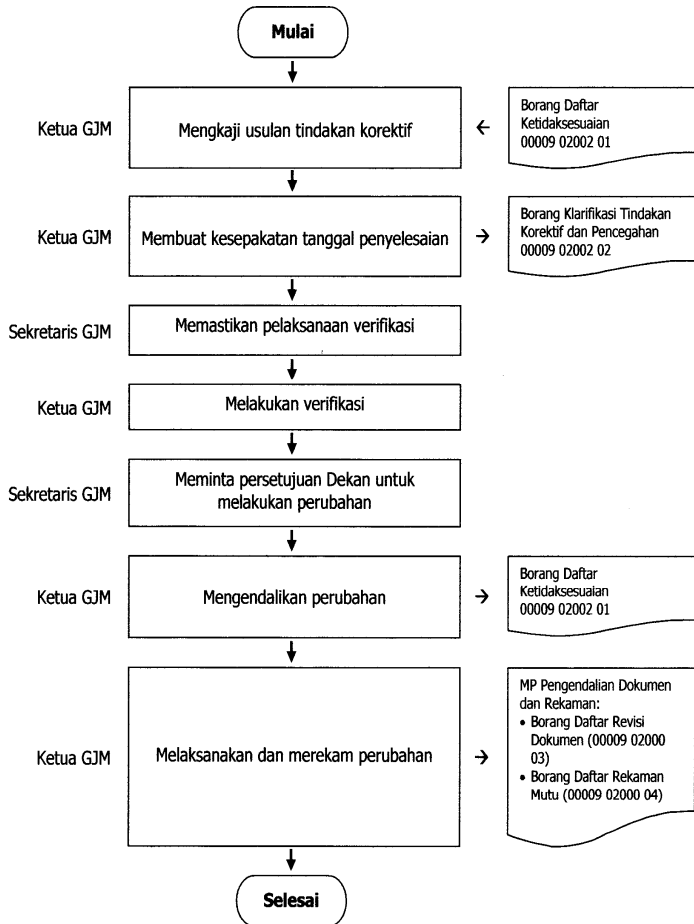 Mulai
Ketua GJM
Mengkaji usulan tindakan korektif
←
Borang Daftar
Ketidaksesuaian
00009 02002 01
Ketua GJM
Membuat kesepakatan tanggal penyelesaian
→
Borang Klarifikasi Tindakan
Korektif dan Pencegahan
00009 02002 02
Sekretaris GJM
Memastikan pelaksanaan verifikasi
Ketua GJM
Melakukan verifikasi
Sekretaris GJM
Meminta persetujuan Dekan untuk
melakukan perubahan
Ketua GJM
Mengendalikan perubahan
→
Borang Daftar
Ketidaksesuaian
00009 02002 01
Ketua GJM
Melaksanakan dan merekam perubahan
→
MP Pengendalian Dokumen
dan Rekaman:
• Borang Daftar Revisi
Dokumen (00009 02000
03)
• Borang Daftar Rekaman
Mutu (00009 02000 04)
Selesai